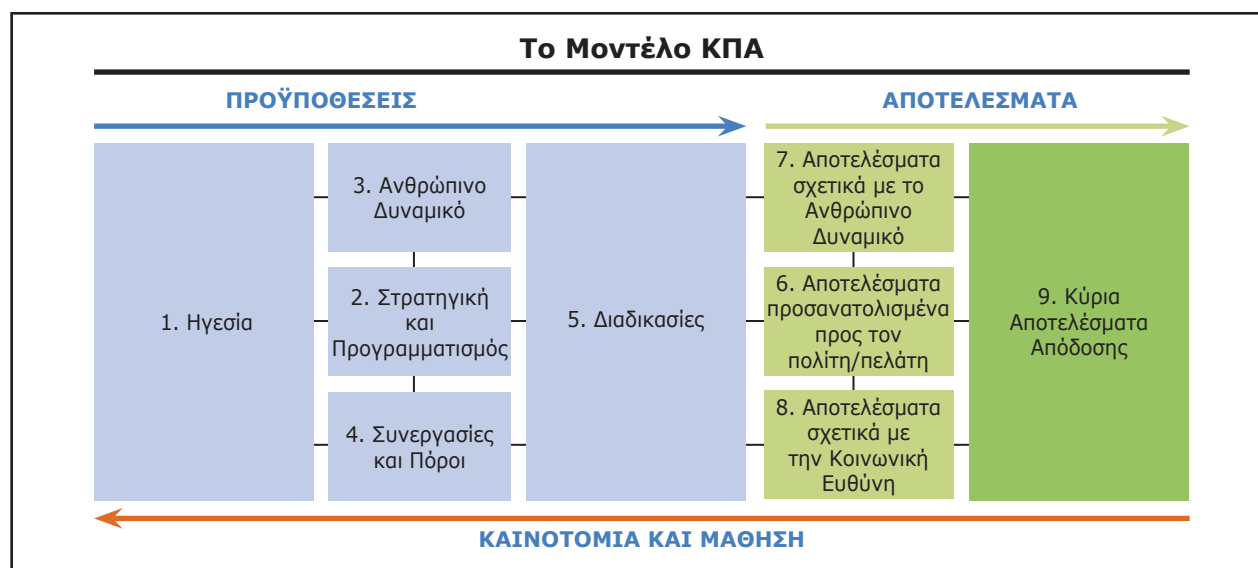 Το Μοντέλο ΚΠΑ
ΠΡΟΫΠΟΘΕΣΕΙΣ
ΑΠΟΤΕΛΕΣΜΑΤΑ
1. Ηγεσία
3. Ανθρώπινο
Δυναμικό
2. Στρατηγική
και
Προγραμματισμός
4. Συνεργασίες
και Πόροι
5. Διαδικασίες
7. Αποτελέσματα
σχετικά με το
Ανθρώπινο
Δυναμικό
6. Αποτελέσματα
προσανατολισμένα
προς τον
πολίτη/πελάτη
8. Αποτελέσματα
σχετικά με
την Κοινωνική
Ευθύνη
9. Κύρια
Αποτελέσματα
Απόδοσης
ΚΑΙΝΟΤΟΜΙΑ ΚΑΙ ΜΑΘΗΣΗ